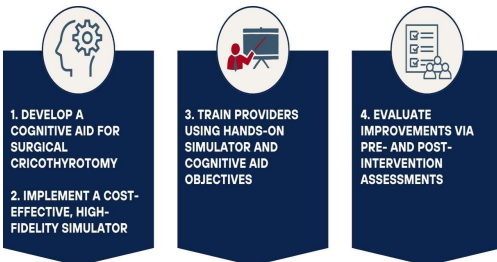 1. DEVELOP A
COGNITIVE AID FOR
SURGICAL
CRICOTHYROTOMY
2. IMPLEMENT A COST-
EFFECTIVE, HIGH-
FIDELITY SIMULATOR
3. TRAIN PROVIDERS
USING HANDS-ON
SIMULATOR AND
COGNITIVE AID
OBJECTIVES
4. EVALUATE
IMPROVEMENTS VIA
PRE- AND POST-
INTERVENTION
ASSESSMENTS